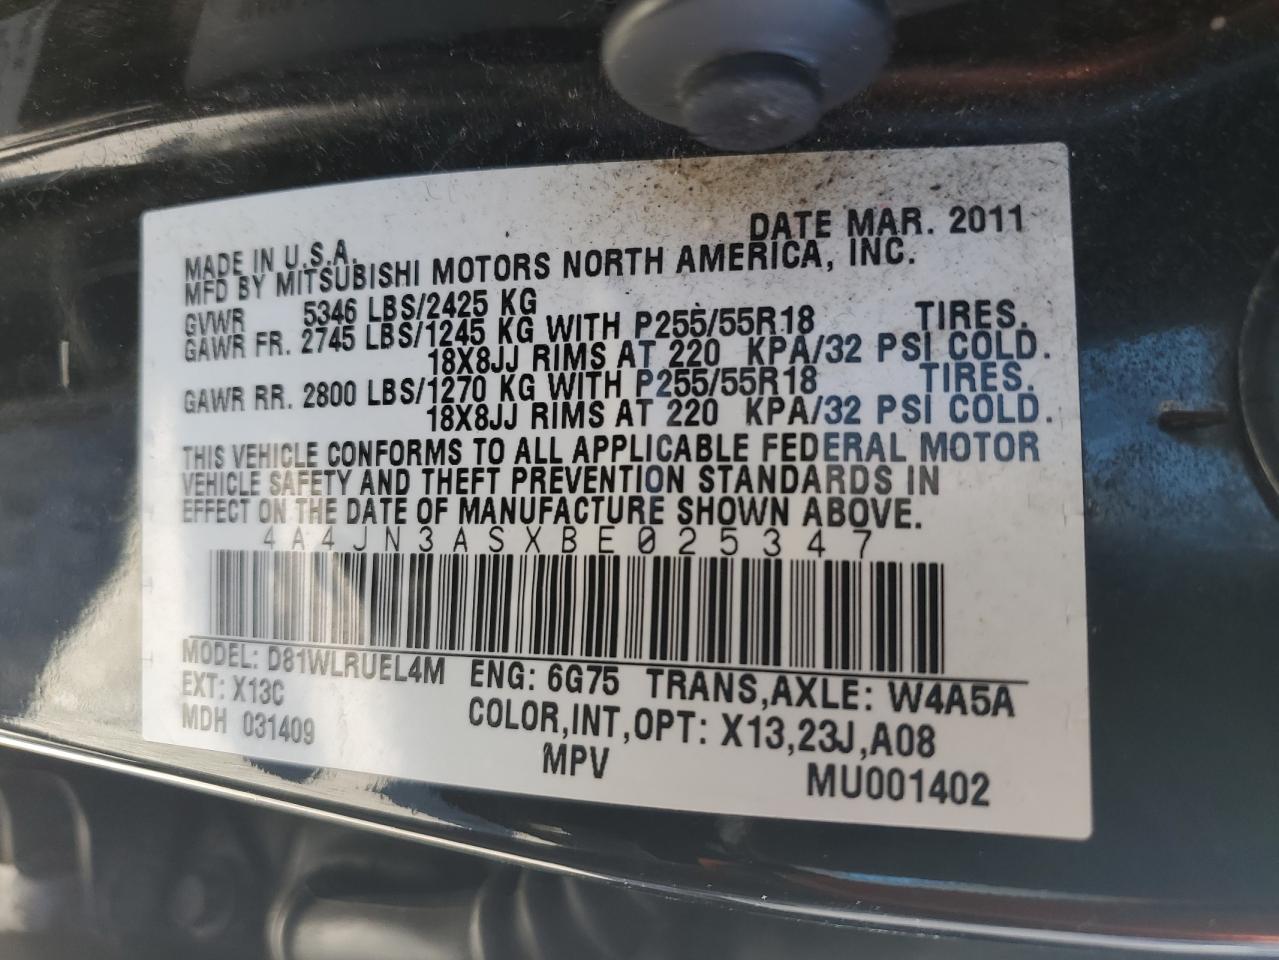 DATE MAR. 2011
MADE IN U.S.A.
MFD BY MITSUBISHI MOTORS NORTH AMERICA, INC.
GVWR 5346 LBS/2425 KG
GAWR FR. 2745 LBS/1245 KG WITH P255/55R18 TIRES.
18X8JJ RIMS AT 220 KPA/32 PSI COLD.
GAWR RR. 2800 LBS/1270 KG WITH P255/55R18 TIRES.
18X8JJ RIMS AT 220 KPA/32 PSI COLD.
THIS VEHICLE CONFORMS TO ALL APPLICABLE FEDERAL MOTOR
VEHICLE SAFETY AND THEFT PREVENTION STANDARDS IN
EFFECT ON THE DATE OF MANUFACTURE SHOWN ABOVE.
4A4JN3ASXBE025347
MODEL: D81WLRUEL4M ENG: 6G75 TRANS,AXLE: W4A5A
EXT: X13C COLOR,INT,OPT: X13,23J,A08
MDH 031409 MPV MU001402